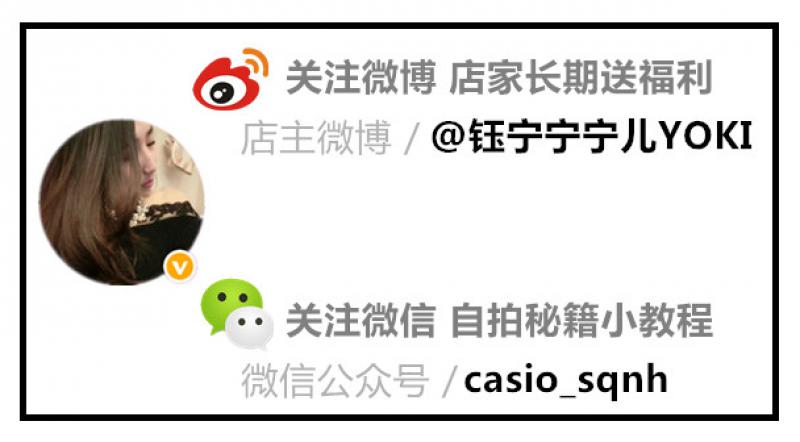 关注微博 店家长期送福利
店主微博 / @钰宁宁宁儿YOKI
关注微信 自拍秘籍小教程
微信公众号 / casio_sqnh